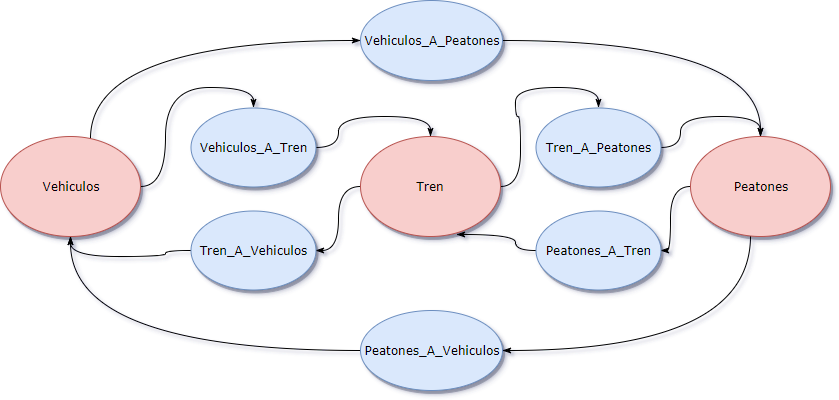 Vehiculos_A_Peatones
Vehiculos_A_Tren
Tren_A_Peatones
Vehiculos
Tren
Peatones
Tren_A_Vehiculos
Peatones_A_Tren
Peatones_A_Vehiculos